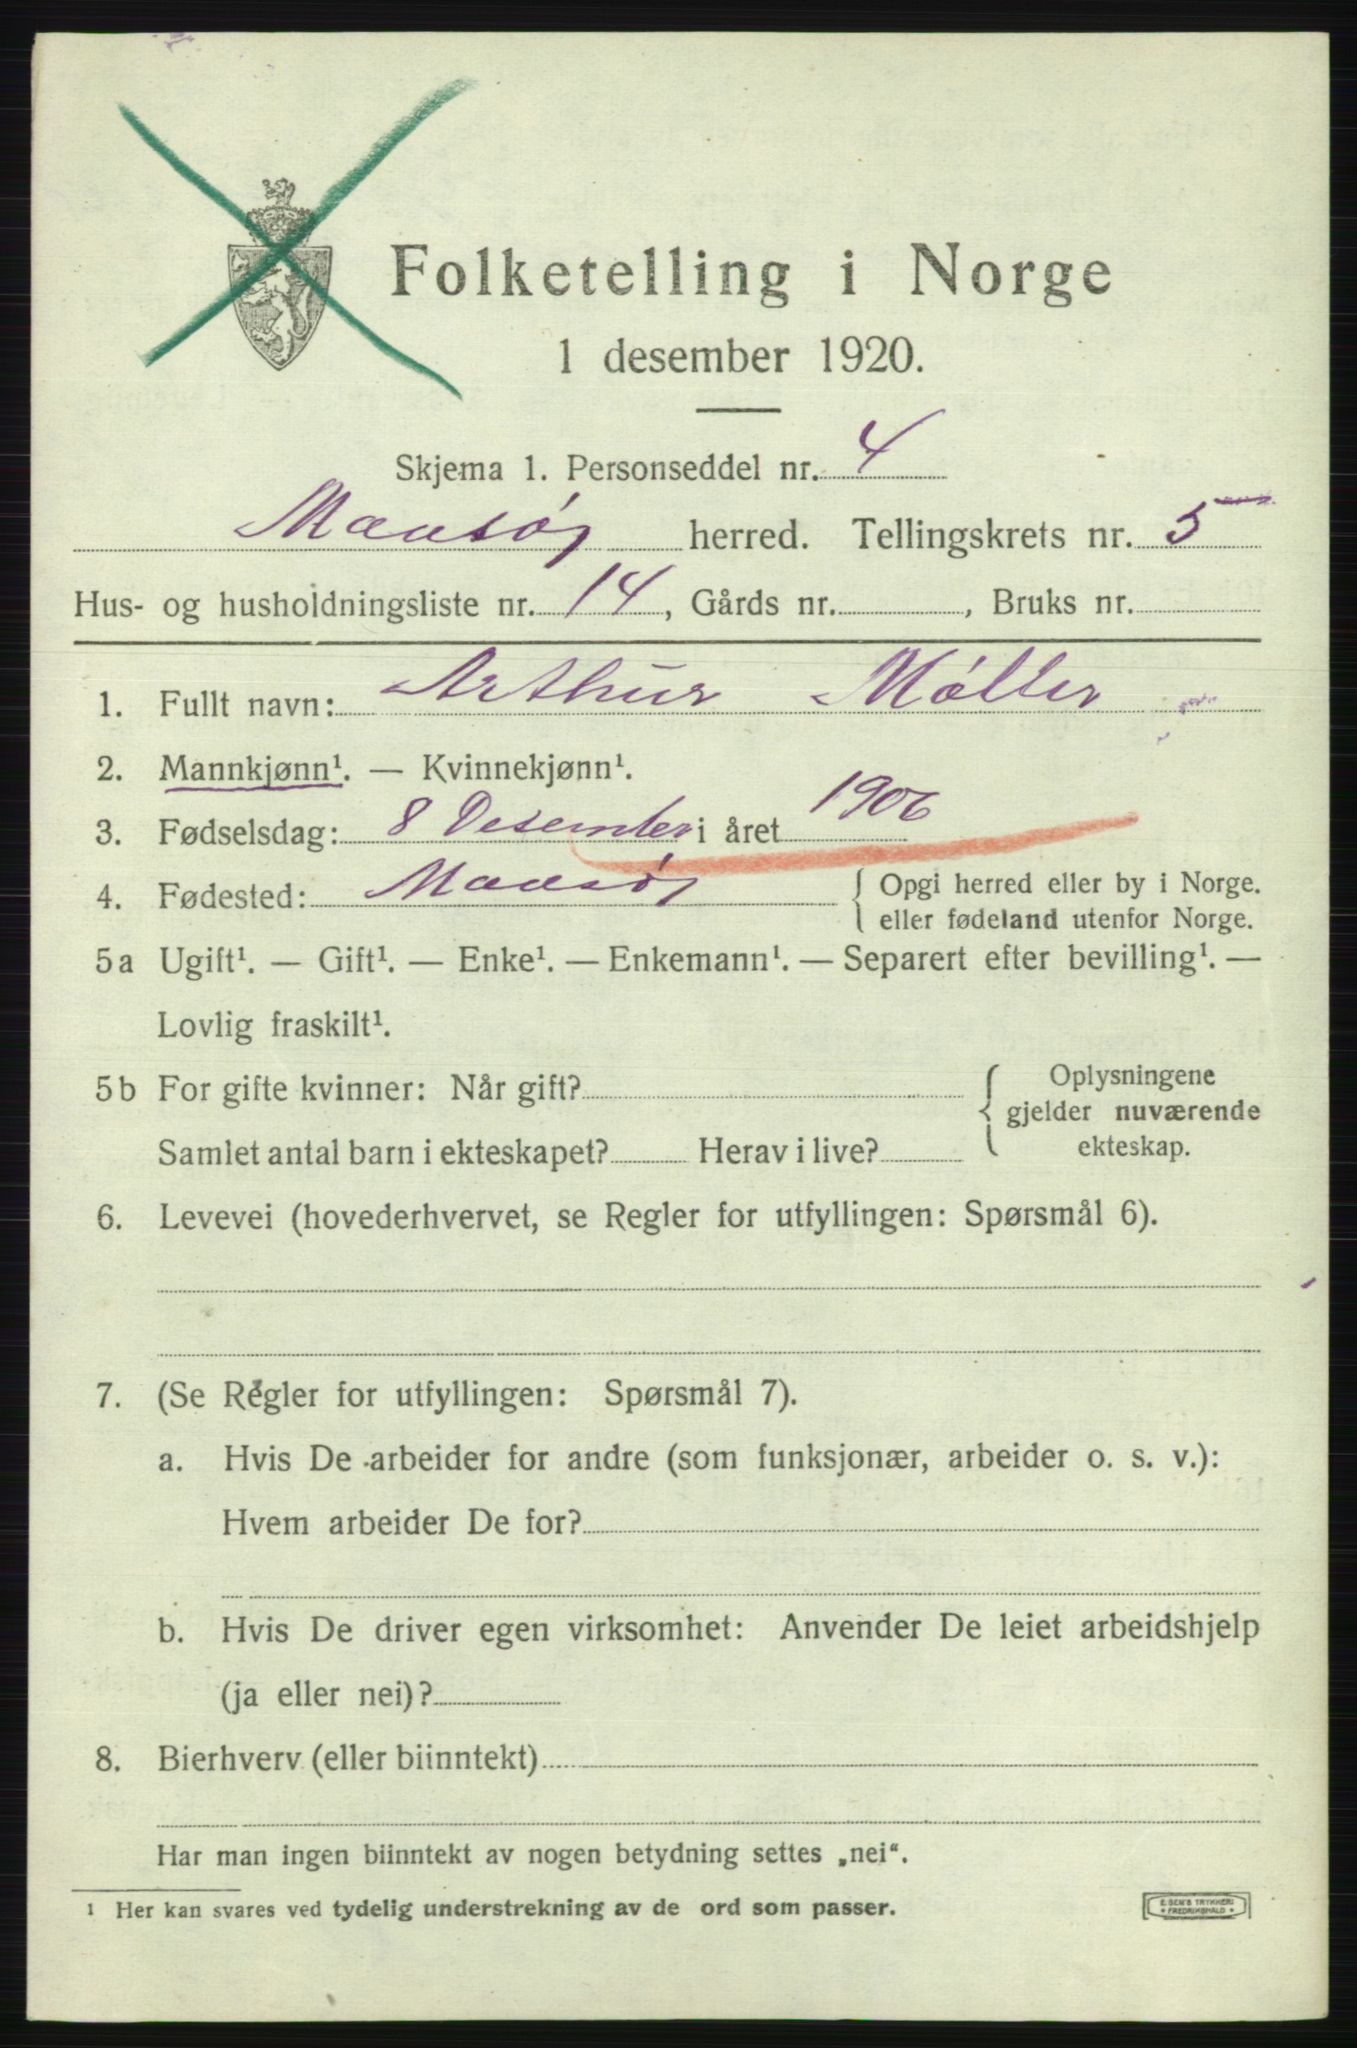 Folketelling i Norge
1 desember 1920.
Skjema 1. Personseddel nr. 4
Maasøy herred. Tellingskrets nr. 5
Hus- og husholdningsliste nr. 14, Gårds nr. , Bruks nr.
1. Fullt navn: Arthur Møller
2. Mannkjønn¹. — Kvinnekjønn¹.
3. Fødselsdag: 8 Desember i året 1906
4. Fødested: Maasøy { Opgi herred eller by i Norge.
eller fødeland utenfor Norge.
5a Ugift¹. — Gift¹. — Enke¹. — Enkemann¹. — Separert efter bevilling¹. —
Lovlig fraskilt¹.
5b For gifte kvinner: Når gift? { Oplysningene
gjelder nuværende
Samlet antal barn i ekteskapet? Herav i live? ekteskap.
6. Levevei (hovederhvervet, se Regler for utfyllingen: Spørsmål 6).
7. (Se Regler for utfyllingen: Spørsmål 7).
a. Hvis De arbeider for andre (som funksjonær, arbeider o. s. v.):
Hvem arbeider De for?
b. Hvis De driver egen virksomhet: Anvender De leiet arbeidshjelp
(ja eller nei)?
8. Bierhverv (eller biinntekt)
Har man ingen biinntekt av nogen betydning settes „nei“.
1 Her kan svares ved tydelig understrekning av de ord som passer.
E SEM'S TRYKKERI
FREDRIKSHALD